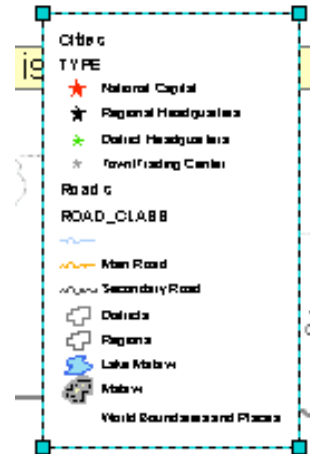 Cities
is
TYPE
National Capital
Regional Headquarters
District Headquarters
Town/Trading Center
Roads
ROAD_CLASS
Main Road
Secondary Road
Districts
Regions
Lake Malawi
Malawi
World Boundaries and Places